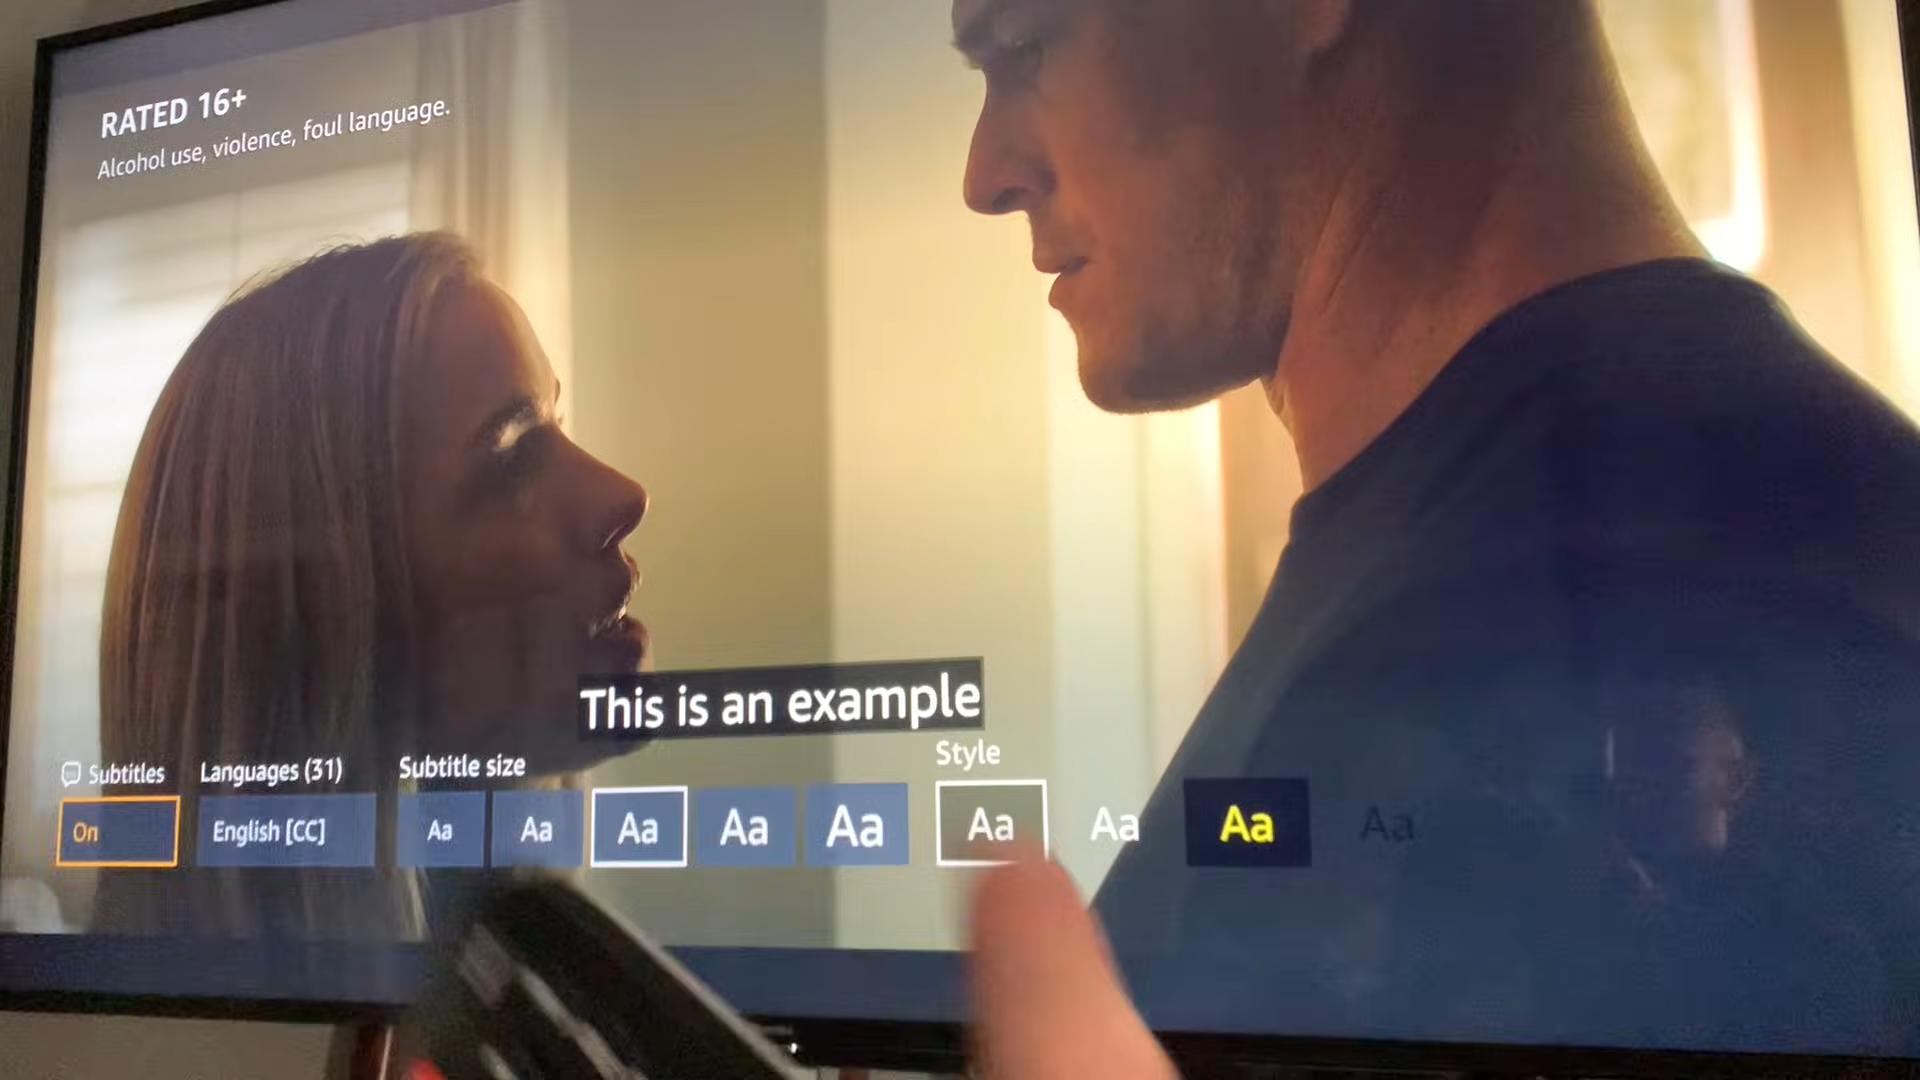 RATED 16+
Alcohol use, violence, foul language.
This is an example
Subtitles Languages (31) Subtitle size Style
On English [CC] Aa Aa Aa Aa Aa Aa Aa Aa Aa